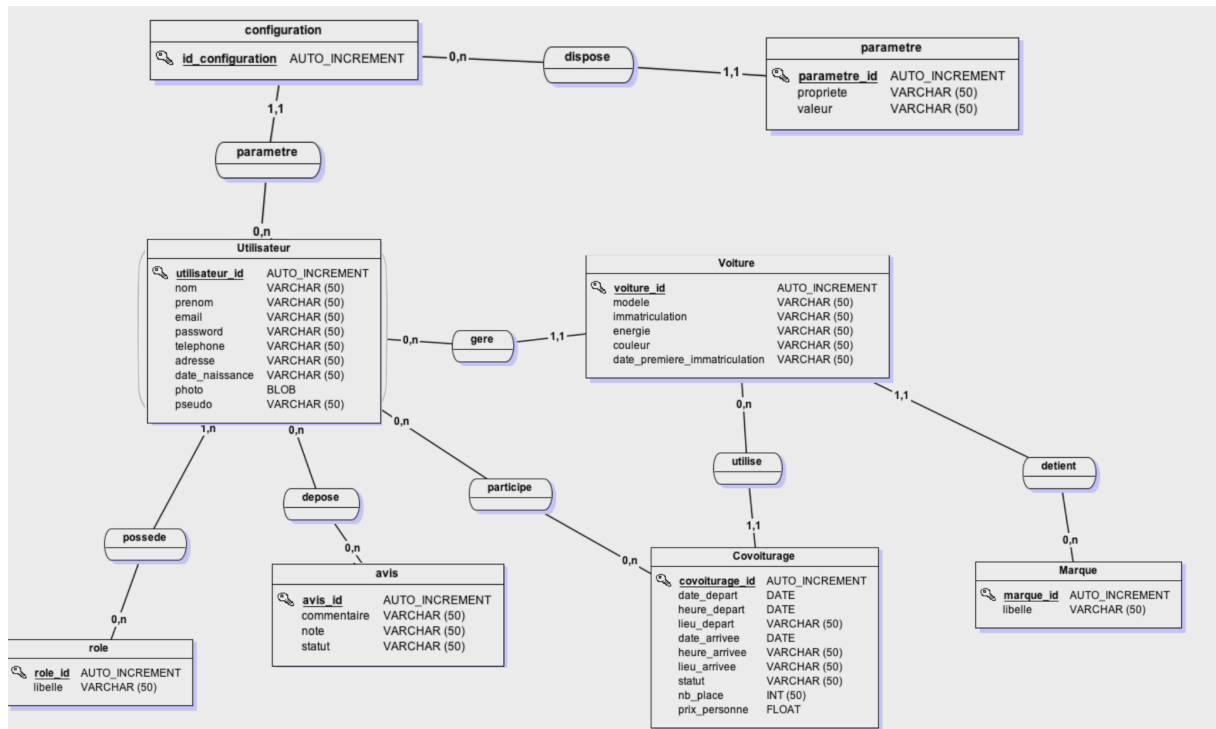 configuration
id_configuration AUTO_INCREMENT
0,n
dispose
1,1
parametre
parametre_id AUTO_INCREMENT
propriete VARCHAR (50)
valeur VARCHAR (50)
1,1
parametre
0,n
Utilisateur
utilisateur_id AUTO_INCREMENT
nom VARCHAR (50)
prenom VARCHAR (50)
email VARCHAR (50)
password VARCHAR (50)
telephone VARCHAR (50)
adresse VARCHAR (50)
date_naissance VARCHAR (50)
photo BLOB
pseudo VARCHAR (50)
0,n
gere
1,1
Voiture
voiture_id AUTO_INCREMENT
modele VARCHAR (50)
immatriculation VARCHAR (50)
energie VARCHAR (50)
couleur VARCHAR (50)
date_premiere_immatriculation VARCHAR (50)
1,n
possede
0,n
role
role_id AUTO_INCREMENT
libelle VARCHAR (50)
0,n
depose
0,n
avis
avis_id AUTO_INCREMENT
commentaire VARCHAR (50)
note VARCHAR (50)
statut VARCHAR (50)
0,n
participe
0,n
0,n
utilise
1,1
Covoiturage
covoiturage_id AUTO_INCREMENT
date_depart DATE
heure_depart DATE
lieu_depart VARCHAR (50)
date_arrivee DATE
heure_arrivee VARCHAR (50)
lieu_arrivee VARCHAR (50)
statut VARCHAR (50)
nb_place INT (50)
prix_personne FLOAT
1,1
detient
0,n
Marque
marque_id AUTO_INCREMENT
libelle VARCHAR (50)